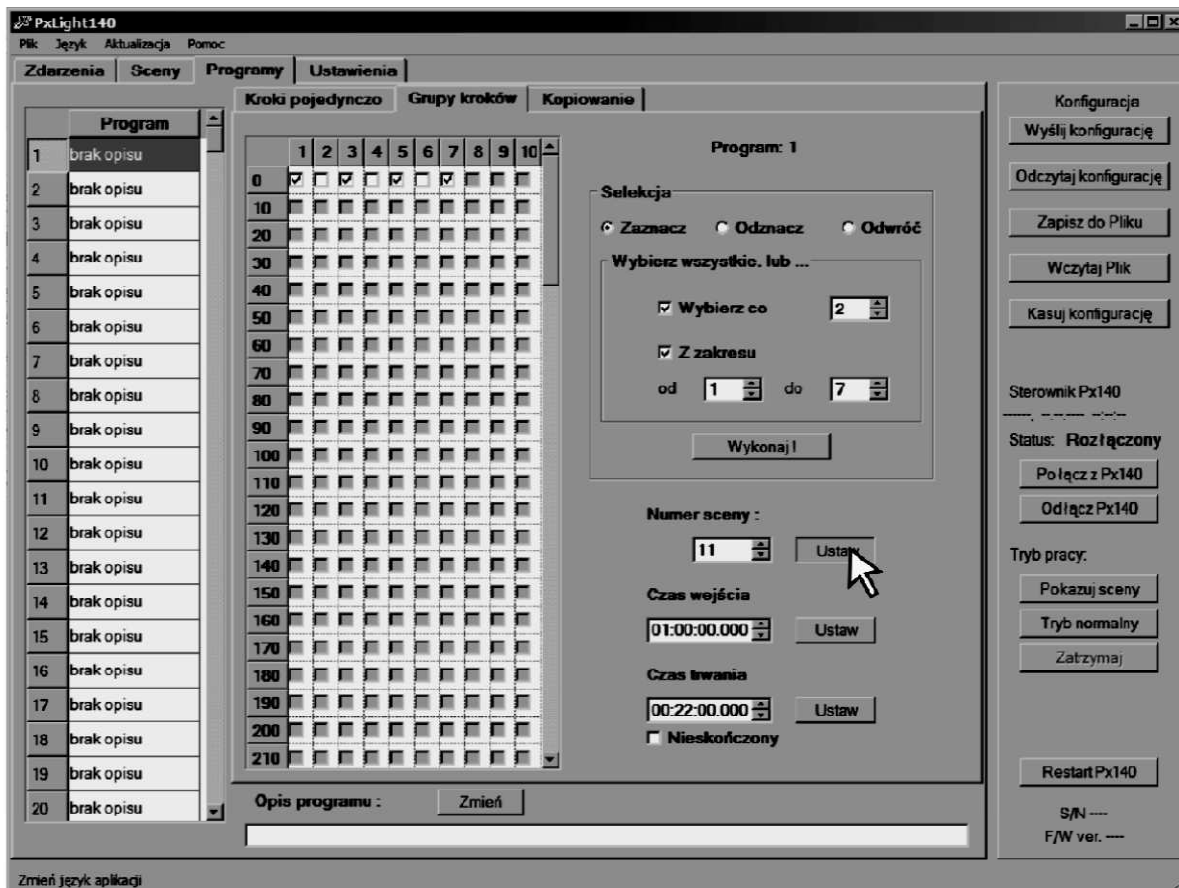 PxLight140
Plik Język Aktualizacja Pomoc
Zdarzenia Sceny Programy Ustawienia
Kroki pojedynczo Grupy kroków Kopiowanie
Program
1 brak opisu
2 brak opisu
3 brak opisu
4 brak opisu
5 brak opisu
6 brak opisu
7 brak opisu
8 brak opisu
9 brak opisu
10 brak opisu
11 brak opisu
12 brak opisu
13 brak opisu
14 brak opisu
15 brak opisu
16 brak opisu
17 brak opisu
18 brak opisu
19 brak opisu
20 brak opisu
1 2 3 4 5 6 7 8 9 10
0
10
20
30
40
50
60
70
80
90
100
110
120
130
140
150
160
170
180
190
200
210
Program: 1
Selekcja
Zaznacz Odznacz Odwróć
Wybierz wszystkie, lub ...
Wybierz co 2
Z zakresu
od 1 do 7
Wykonaj !
Numer sceny :
11 Ustaw
Czas wejścia
01:00:00.000 Ustaw
Czas trwania
00:22:00.000 Ustaw
Nieskończony
Opis programu : Zmień
Konfiguracja
Wyślij konfigurację
Odczytaj konfigurację
Zapisz do Pliku
Wczytaj Plik
Kasuj konfigurację
Sterownik Px140
------, --.--.---- --:--:--
Status: Rozłączony
Połącz z Px140
Odłącz Px140
Tryb pracy:
Pokazuj sceny
Tryb normalny
Zatrzymaj
Restart Px140
S/N ----
F/W ver. ----
Zmień język aplikacji